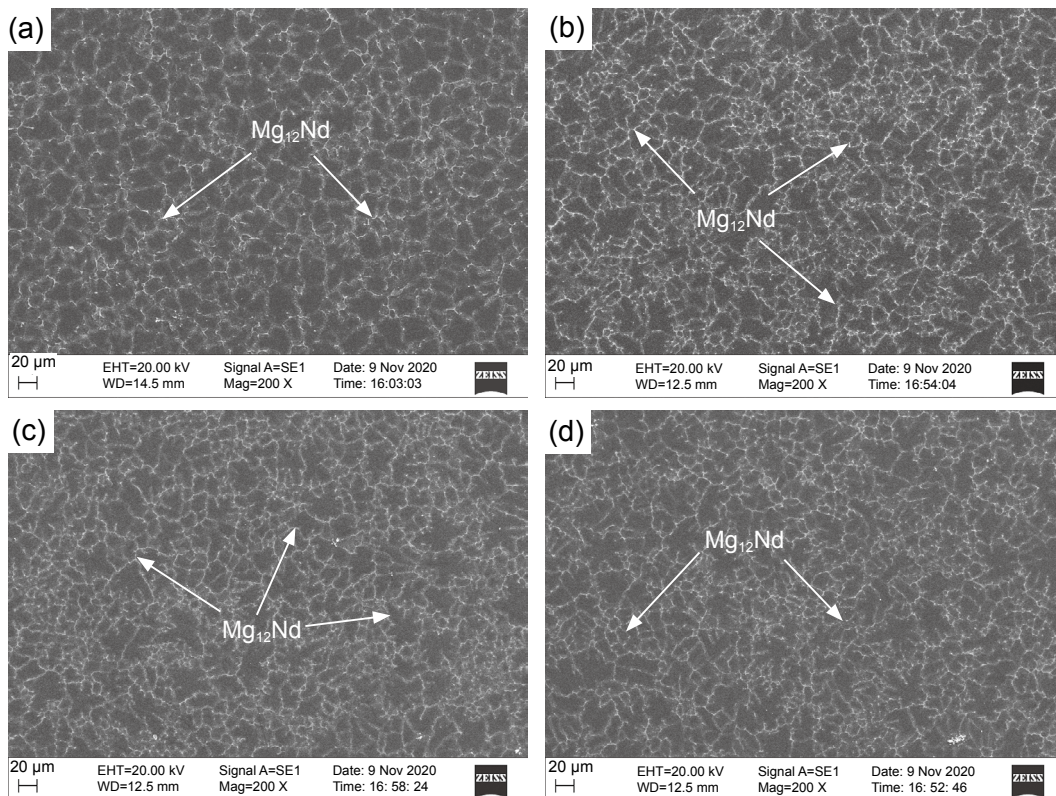 (a)
Mg₁₂Nd
20 μm
EHT=20.00 kV Signal A=SE1 Date: 9 Nov 2020
WD=14.5 mm Mag=200 X Time: 16:03:03
ZEISS
(b)
Mg₁₂Nd
20 μm
EHT=20.00 kV Signal A=SE1 Date: 9 Nov 2020
WD=12.5 mm Mag=200 X Time: 16:54:04
ZEISS
(c)
Mg₁₂Nd
20 μm
EHT=20.00 kV Signal A=SE1 Date: 9 Nov 2020
WD=12.5 mm Mag=200 X Time: 16: 58: 24
ZEISS
(d)
Mg₁₂Nd
20 μm
EHT=20.00 kV Signal A=SE1 Date: 9 Nov 2020
WD=12.5 mm Mag=200 X Time: 16: 52: 46
ZEISS